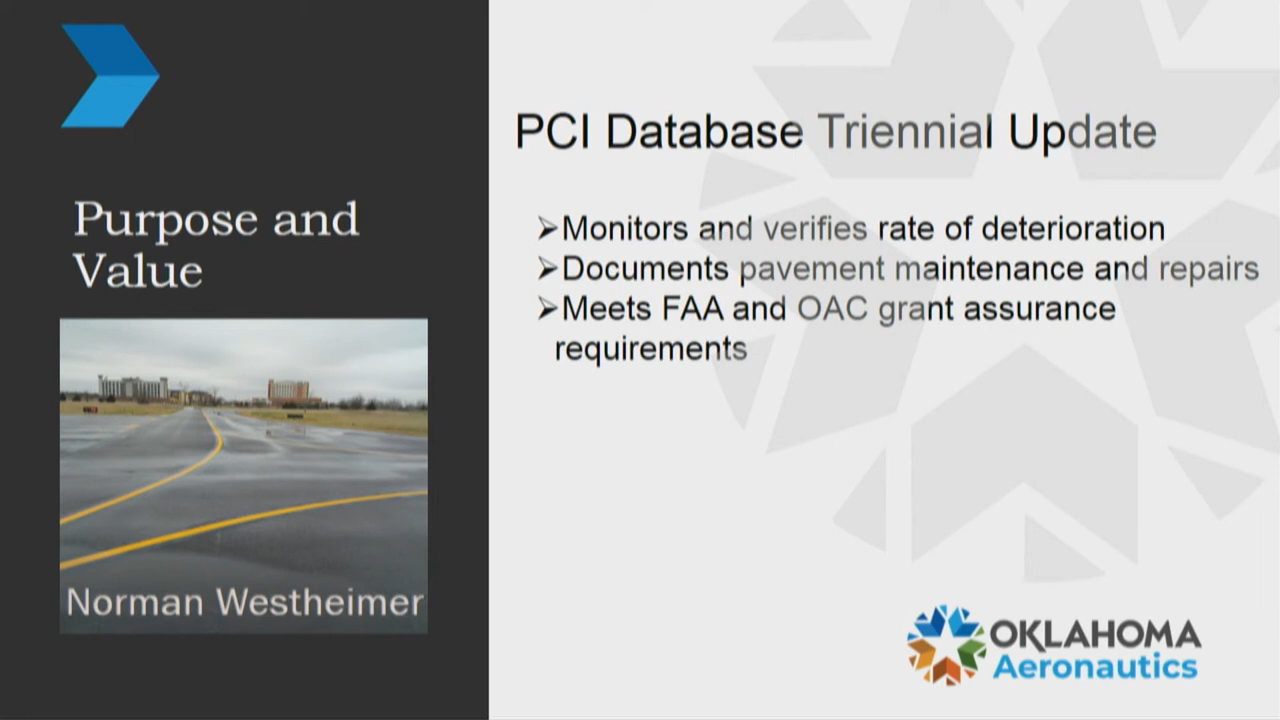 Purpose and
Value
Norman Westheimer
PCI Database Triennial Update
➢Monitors and verifies rate of deterioration
➢Documents pavement maintenance and repairs
➢Meets FAA and OAC grant assurance
requirements
OKLAHOMA
Aeronautics